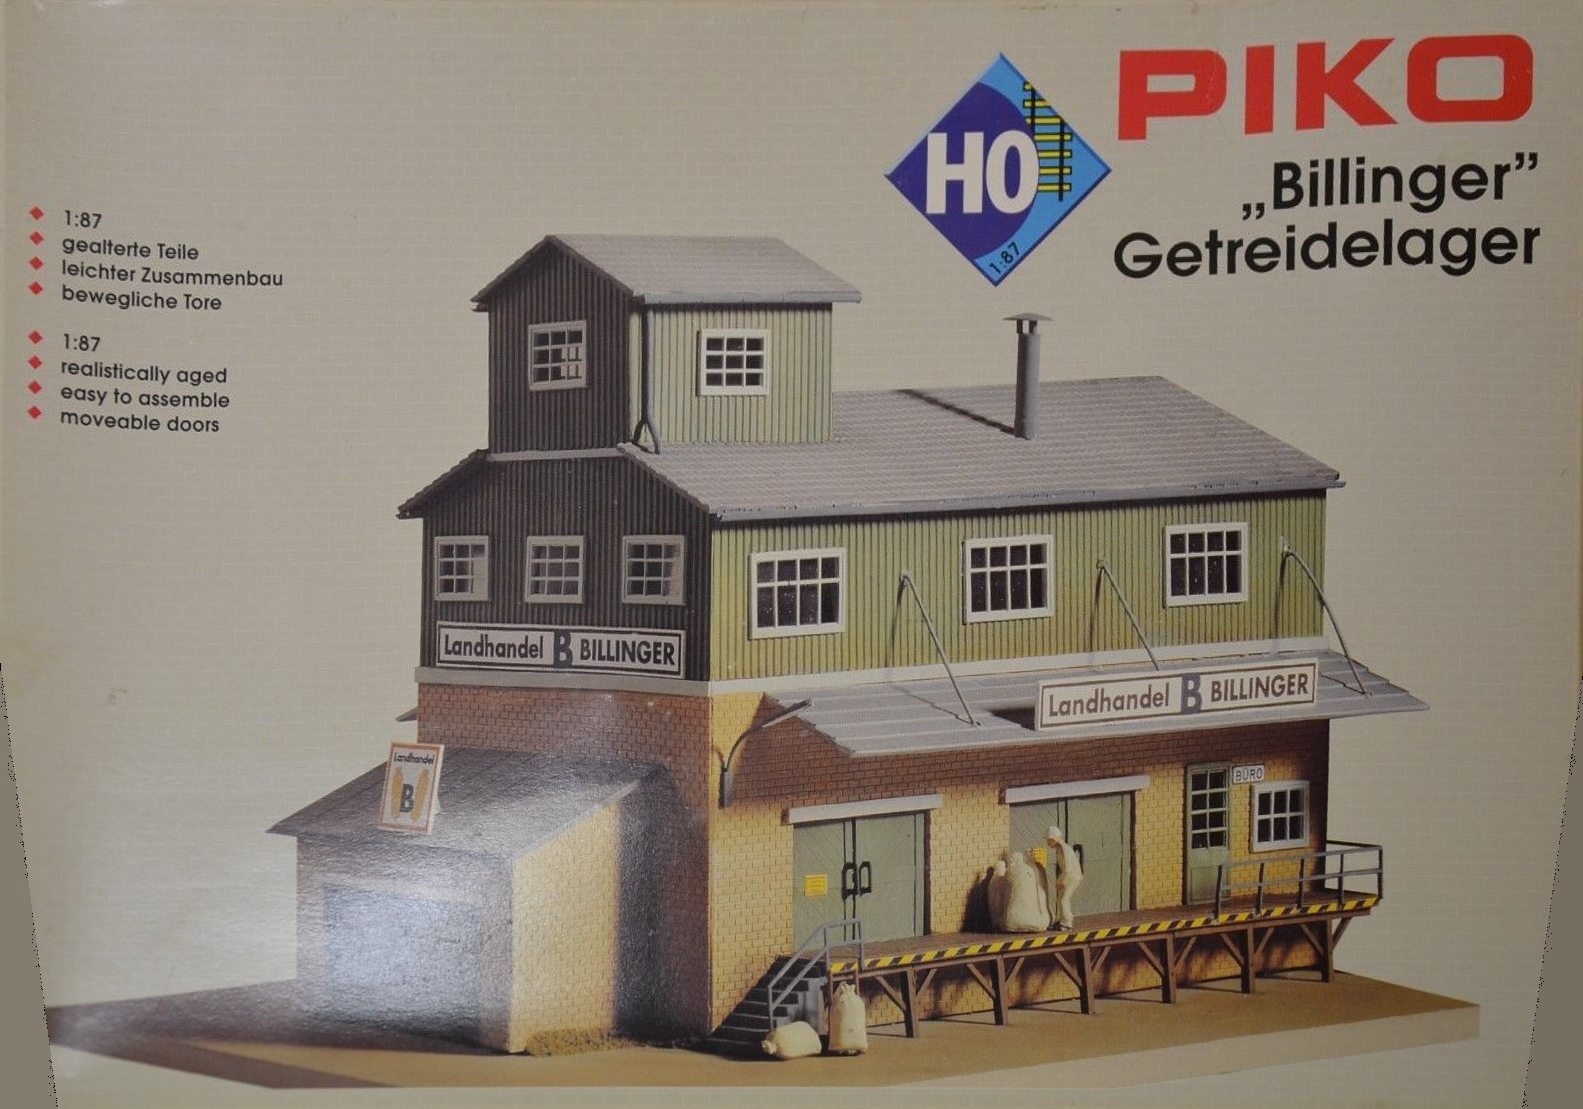 PIKO
H0
1:87
„Billinger”
Getreidelager
1:87
gealterte Teile
leichter Zusammenbau
bewegliche Tore
1:87
realistically aged
easy to assemble
moveable doors
Landhandel B BILLINGER
Landhandel B BILLINGER
Landhandel
B
BÜRO